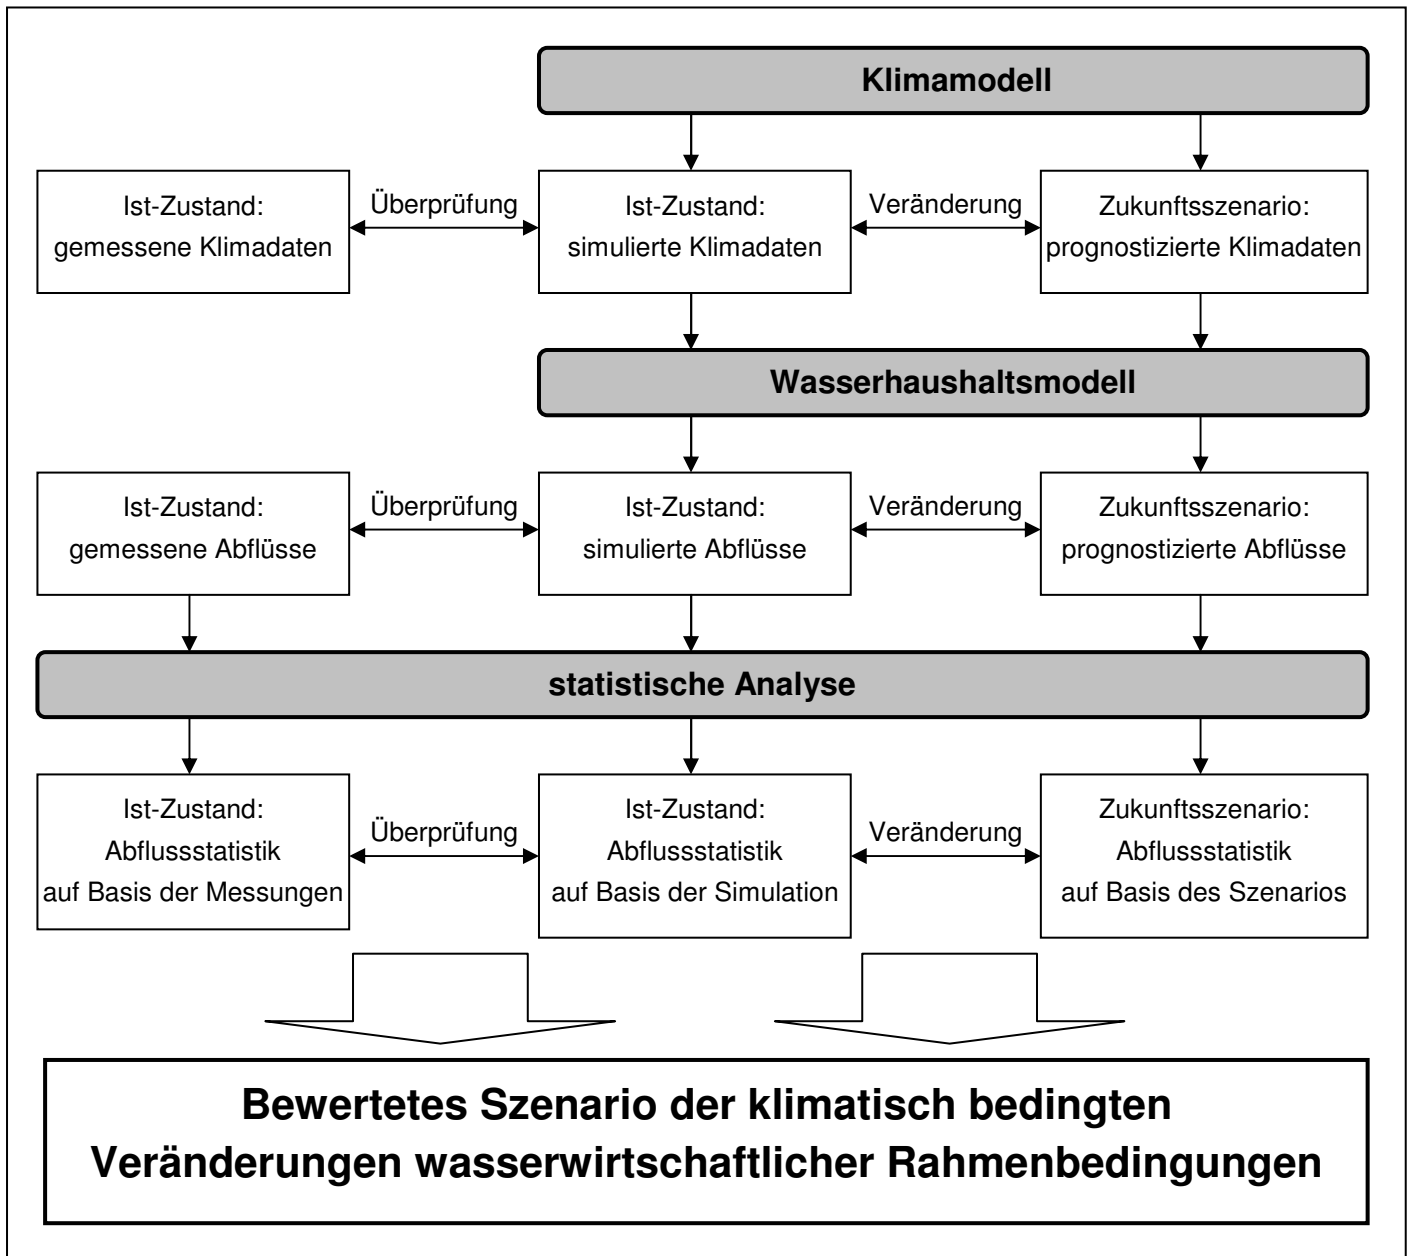 Klimamodell
Ist-Zustand:
gemessene Klimadaten
Überprüfung
Ist-Zustand:
simulierte Klimadaten
Veränderung
Zukunftsszenario:
prognostizierte Klimadaten
Wasserhaushaltsmodell
Ist-Zustand:
gemessene Abflüsse
Überprüfung
Ist-Zustand:
simulierte Abflüsse
Veränderung
Zukunftsszenario:
prognostizierte Abflüsse
statistische Analyse
Ist-Zustand:
Abflussstatistik
auf Basis der Messungen
Überprüfung
Ist-Zustand:
Abflussstatistik
auf Basis der Simulation
Veränderung
Zukunftsszenario:
Abflussstatistik
auf Basis des Szenarios
Bewertetes Szenario der klimatisch bedingten
Veränderungen wasserwirtschaftlicher Rahmenbedingungen